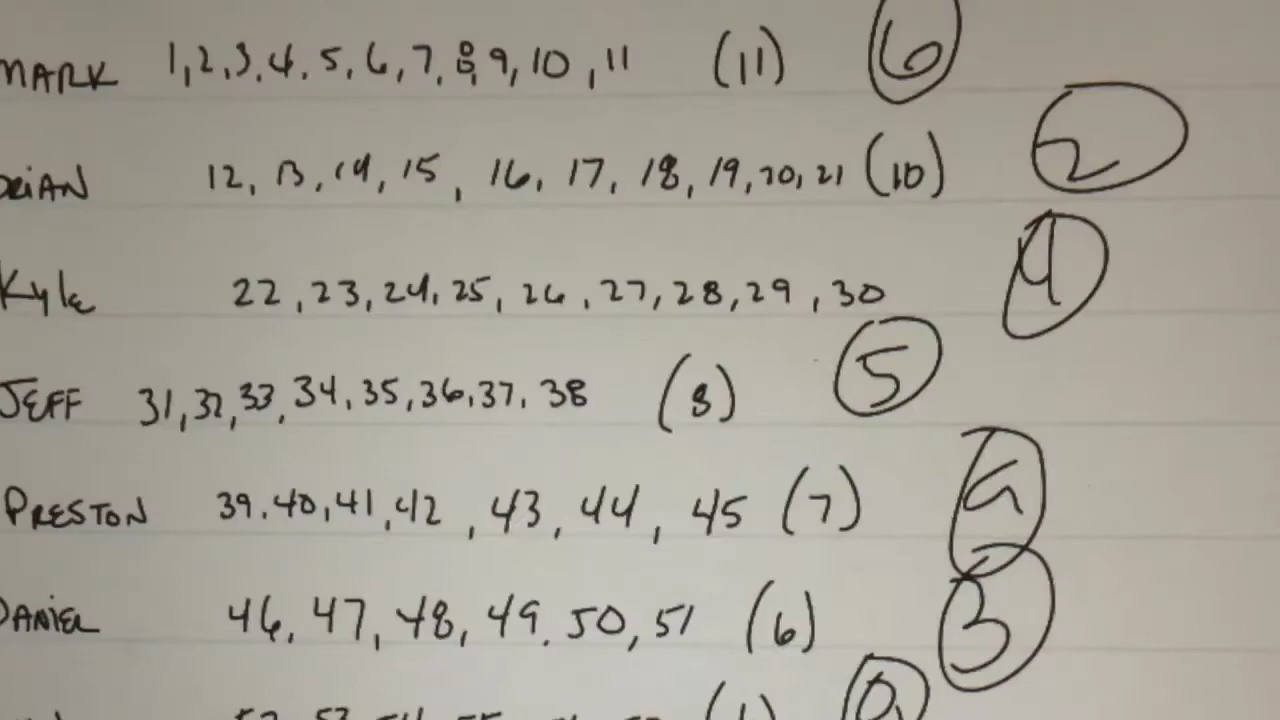 MARK 1,2,3,4,5,6,7,8,9,10,11 (11) 6
RIAN 12,13,14,15,16,17,18,19,20,21 (10) 2
Kyle 22,23,24,25,26,27,28,29,30 4
JEFF 31,32,33,34,35,36,37,38 (8) 5
PRESTON 39,40,41,42,43,44,45 (7)
DANIEL 46,47,48,49,50,51 (6) 3